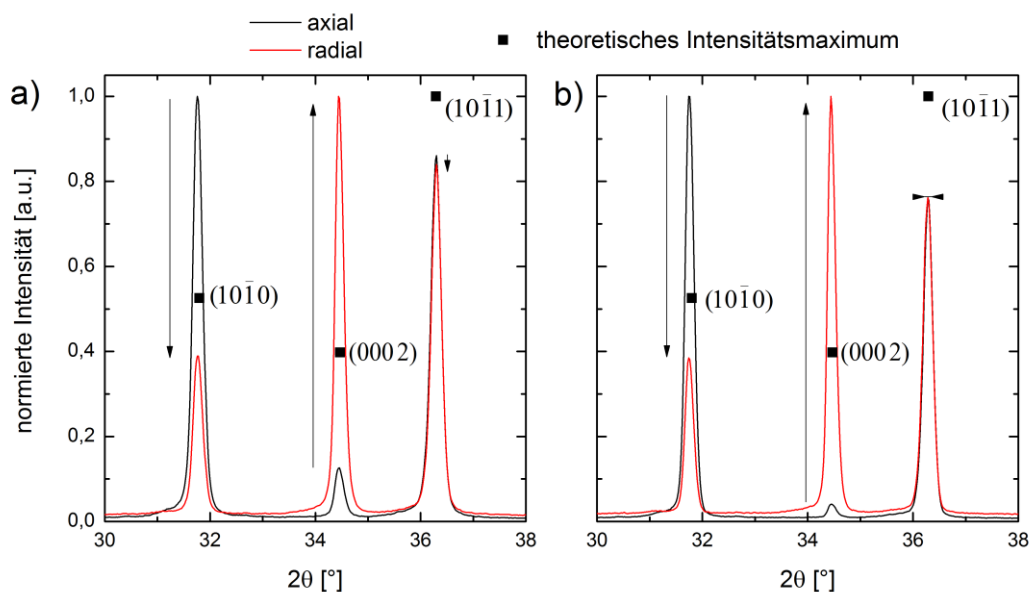 axial
radial
theoretisches Intensitätsmaximum
a)
normierte Intensität [a.u.]
1,0
0,8
0,6
0,4
0,2
0,0
(101̄0)
(0002)
(101̄1)
30 32 34 36 38
2θ [°]
b)
(101̄0)
(0002)
(101̄1)
30 32 34 36 38
2θ [°]